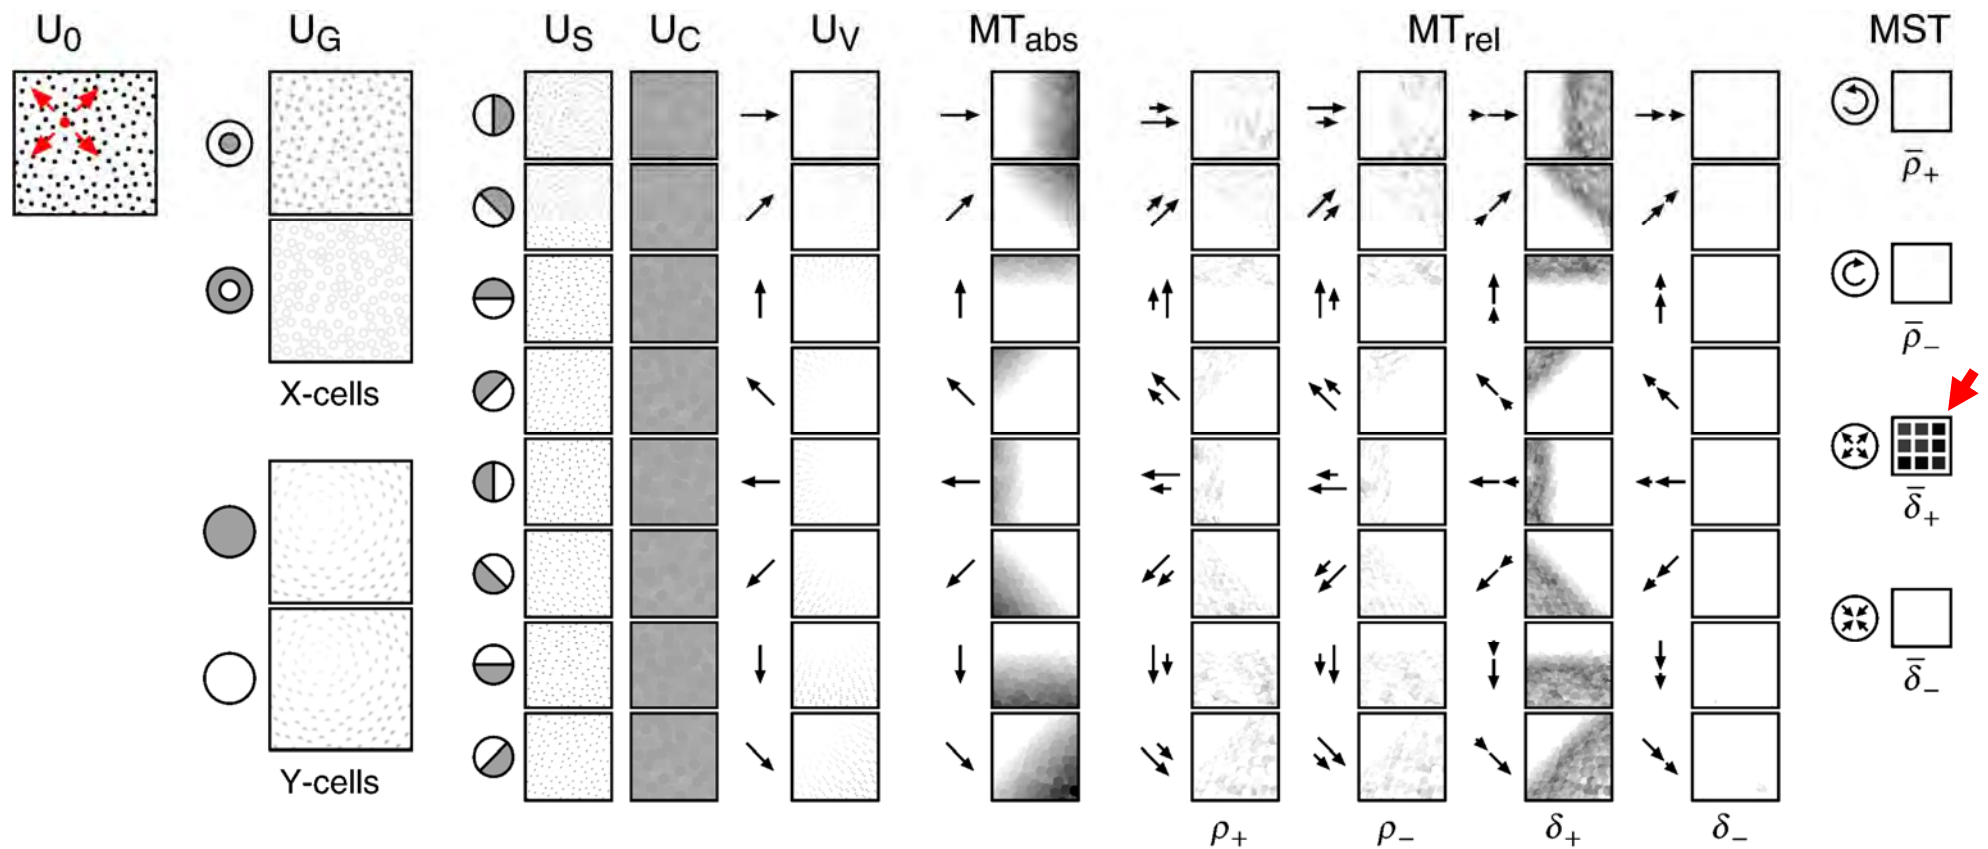 U0 UG US UC UV MTabs MTrel MST
X-cells
Y-cells
ρ+ ρ− δ+ δ−
ρ̄+
ρ̄−
δ̄+
δ̄−